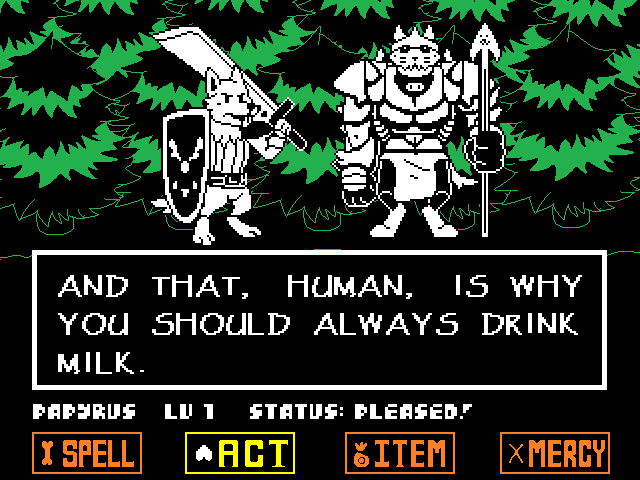 AND THAT, HUMAN, IS WHY
YOU SHOULD ALWAYS DRINK
MILK.
PAPYRUS LV 1 STATUS: PLEASED!
SPELL ACT ITEM MERCY